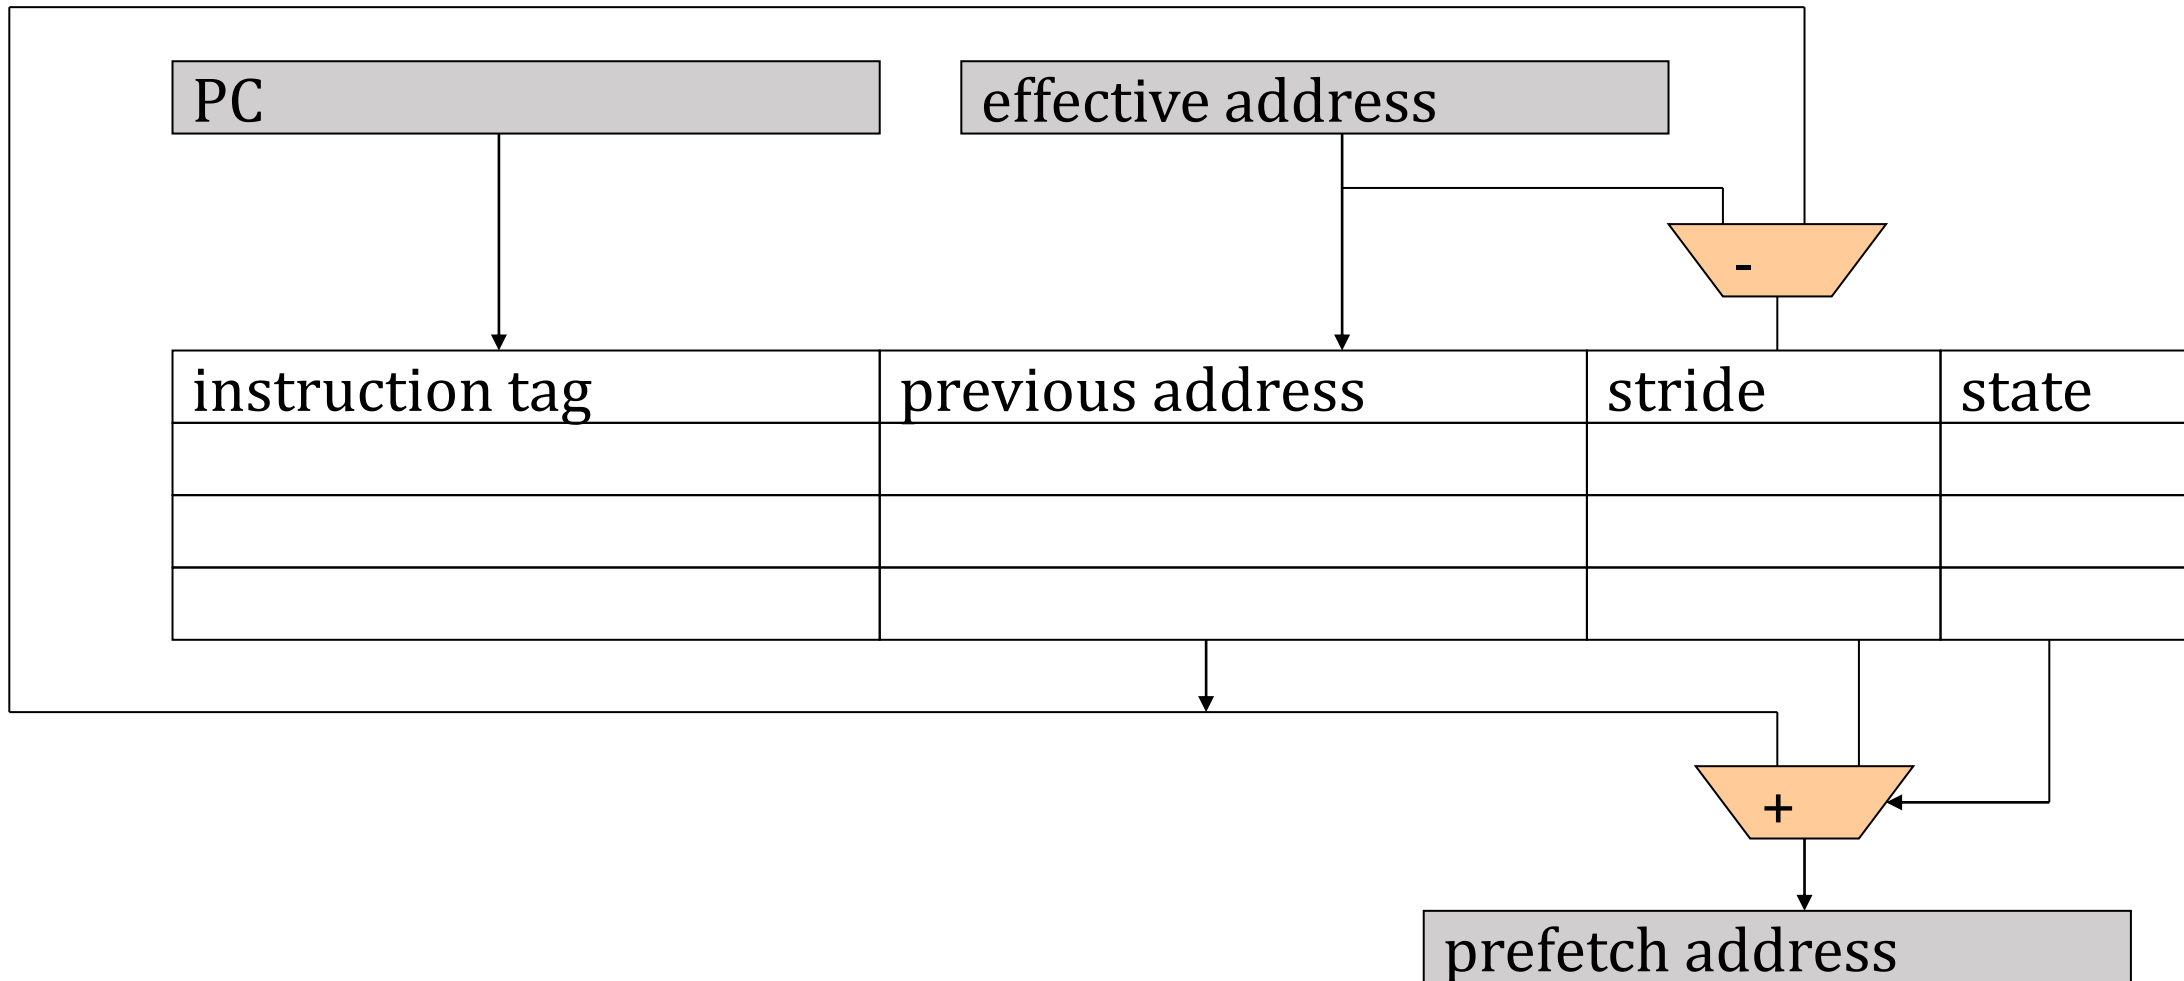 PC
effective address
-
instruction tag
previous address
stride
state
+
prefetch address